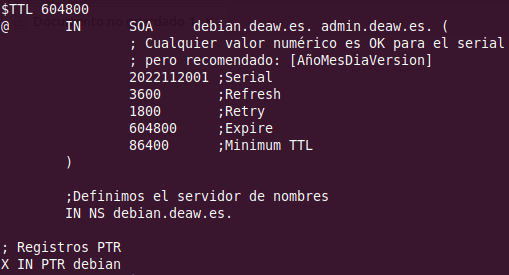 $TTL 604800
@ IN SOA debian.deaw.es. admin.deaw.es. (
; Cualquier valor numérico es OK para el serial
; pero recomendado: [AñoMesDiaVersion]
2022112001 ;Serial
3600 ;Refresh
1800 ;Retry
604800 ;Expire
86400 ;Minimum TTL
)
;Definimos el servidor de nombres
IN NS debian.deaw.es.
; Registros PTR
X IN PTR debian